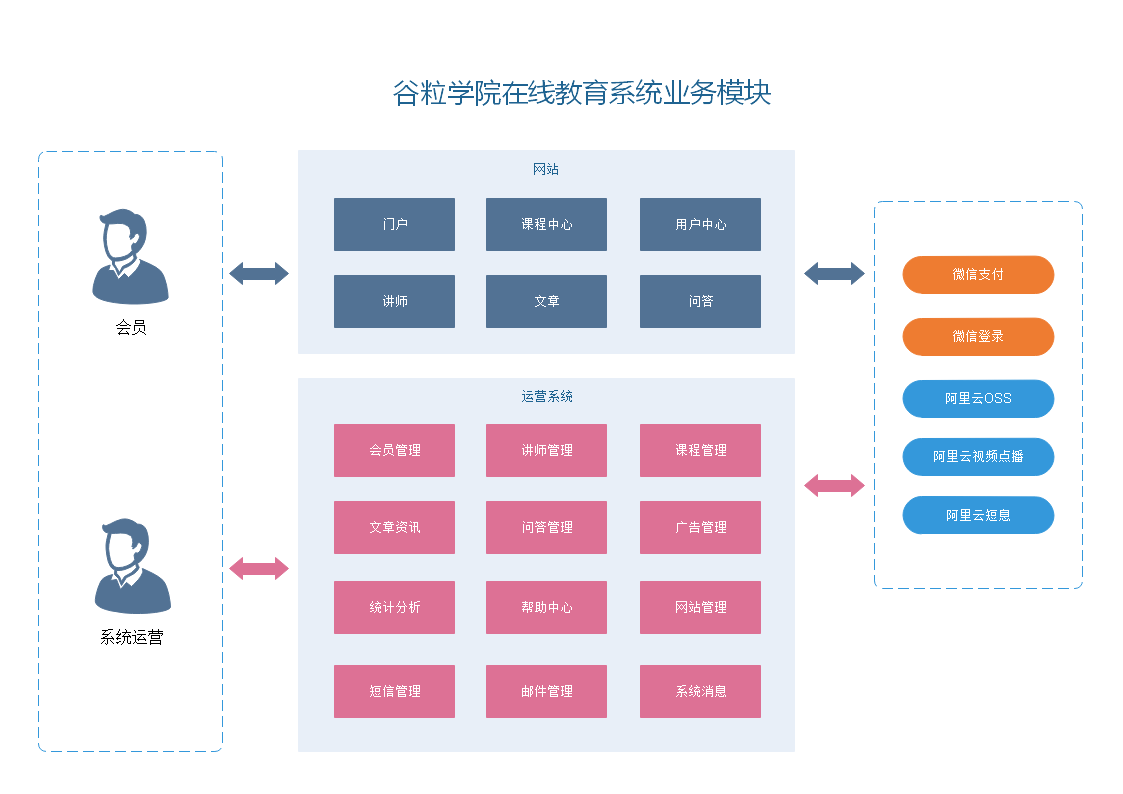 谷粒学院在线教育系统业务模块
会员
系统运营
网站
门户
课程中心
用户中心
讲师
文章
问答
运营系统
会员管理
讲师管理
课程管理
文章资讯
问答管理
广告管理
统计分析
帮助中心
网站管理
短信管理
邮件管理
系统消息
微信支付
微信登录
阿里云OSS
阿里云视频点播
阿里云短息